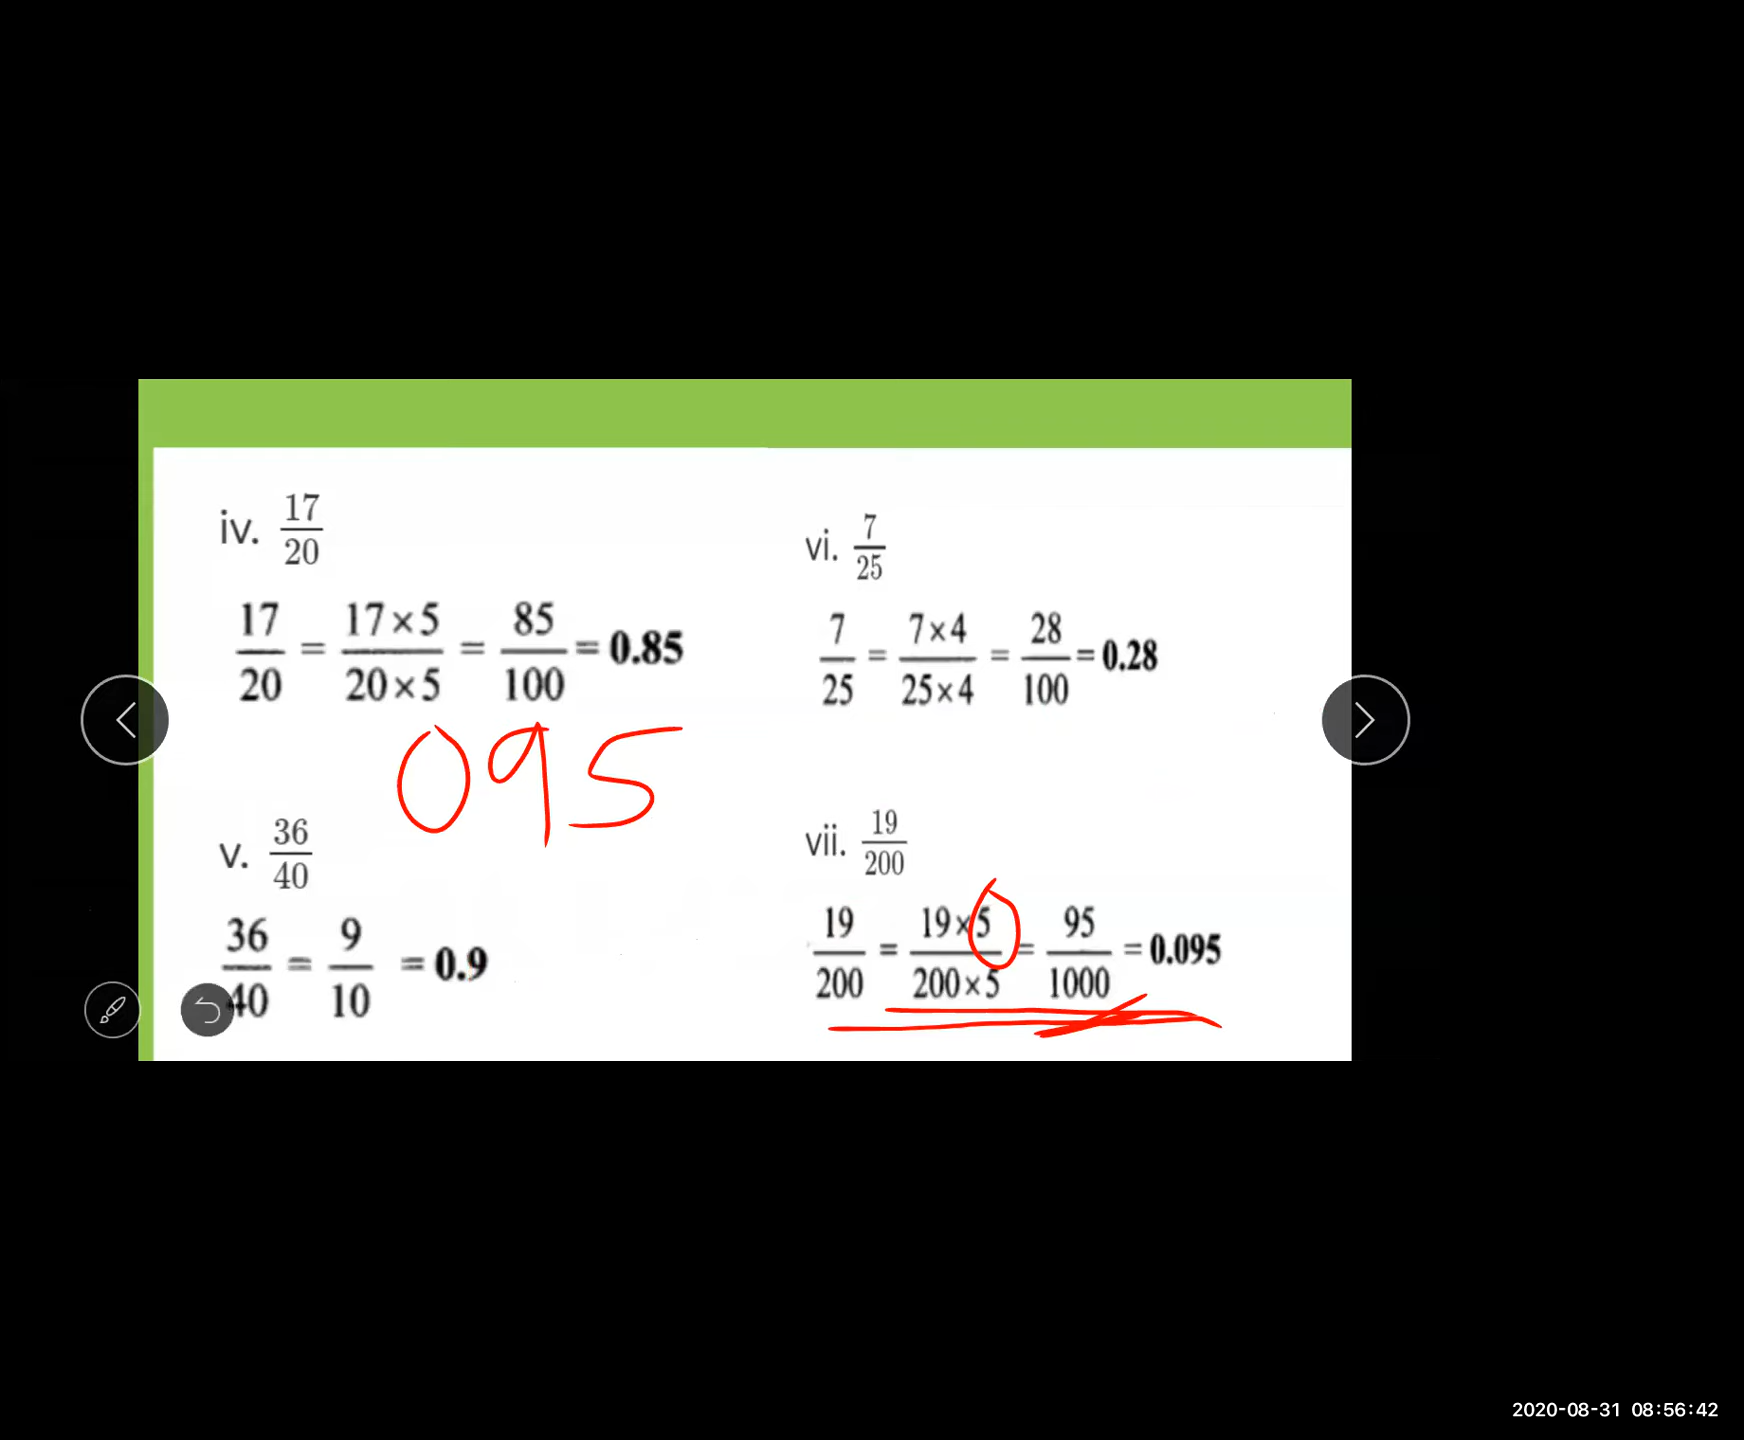 iv. 17/20
17/20 = 17×5/20×5 = 85/100 = 0.85
095
v. 36/40
36/40 = 9/10 = 0.9
vi. 7/25
7/25 = 7×4/25×4 = 28/100 = 0.28
vii. 19/200
19/200 = 19×5/200×5 = 95/1000 = 0.095
2020-08-31 08:56:42